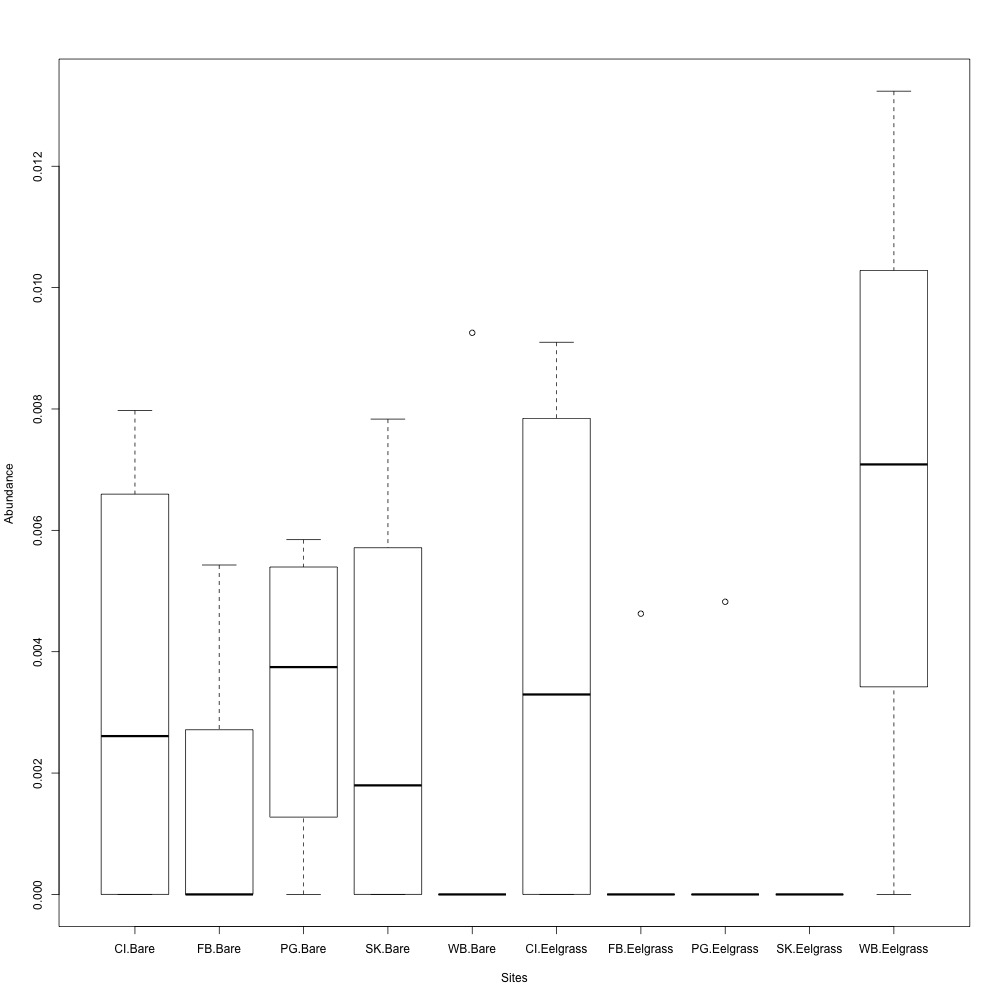 Abundance
0.012
0.010
0.008
0.006
0.004
0.002
0.000
CI.Bare FB.Bare PG.Bare SK.Bare WB.Bare CI.Eelgrass FB.Eelgrass PG.Eelgrass SK.Eelgrass WB.Eelgrass
Sites